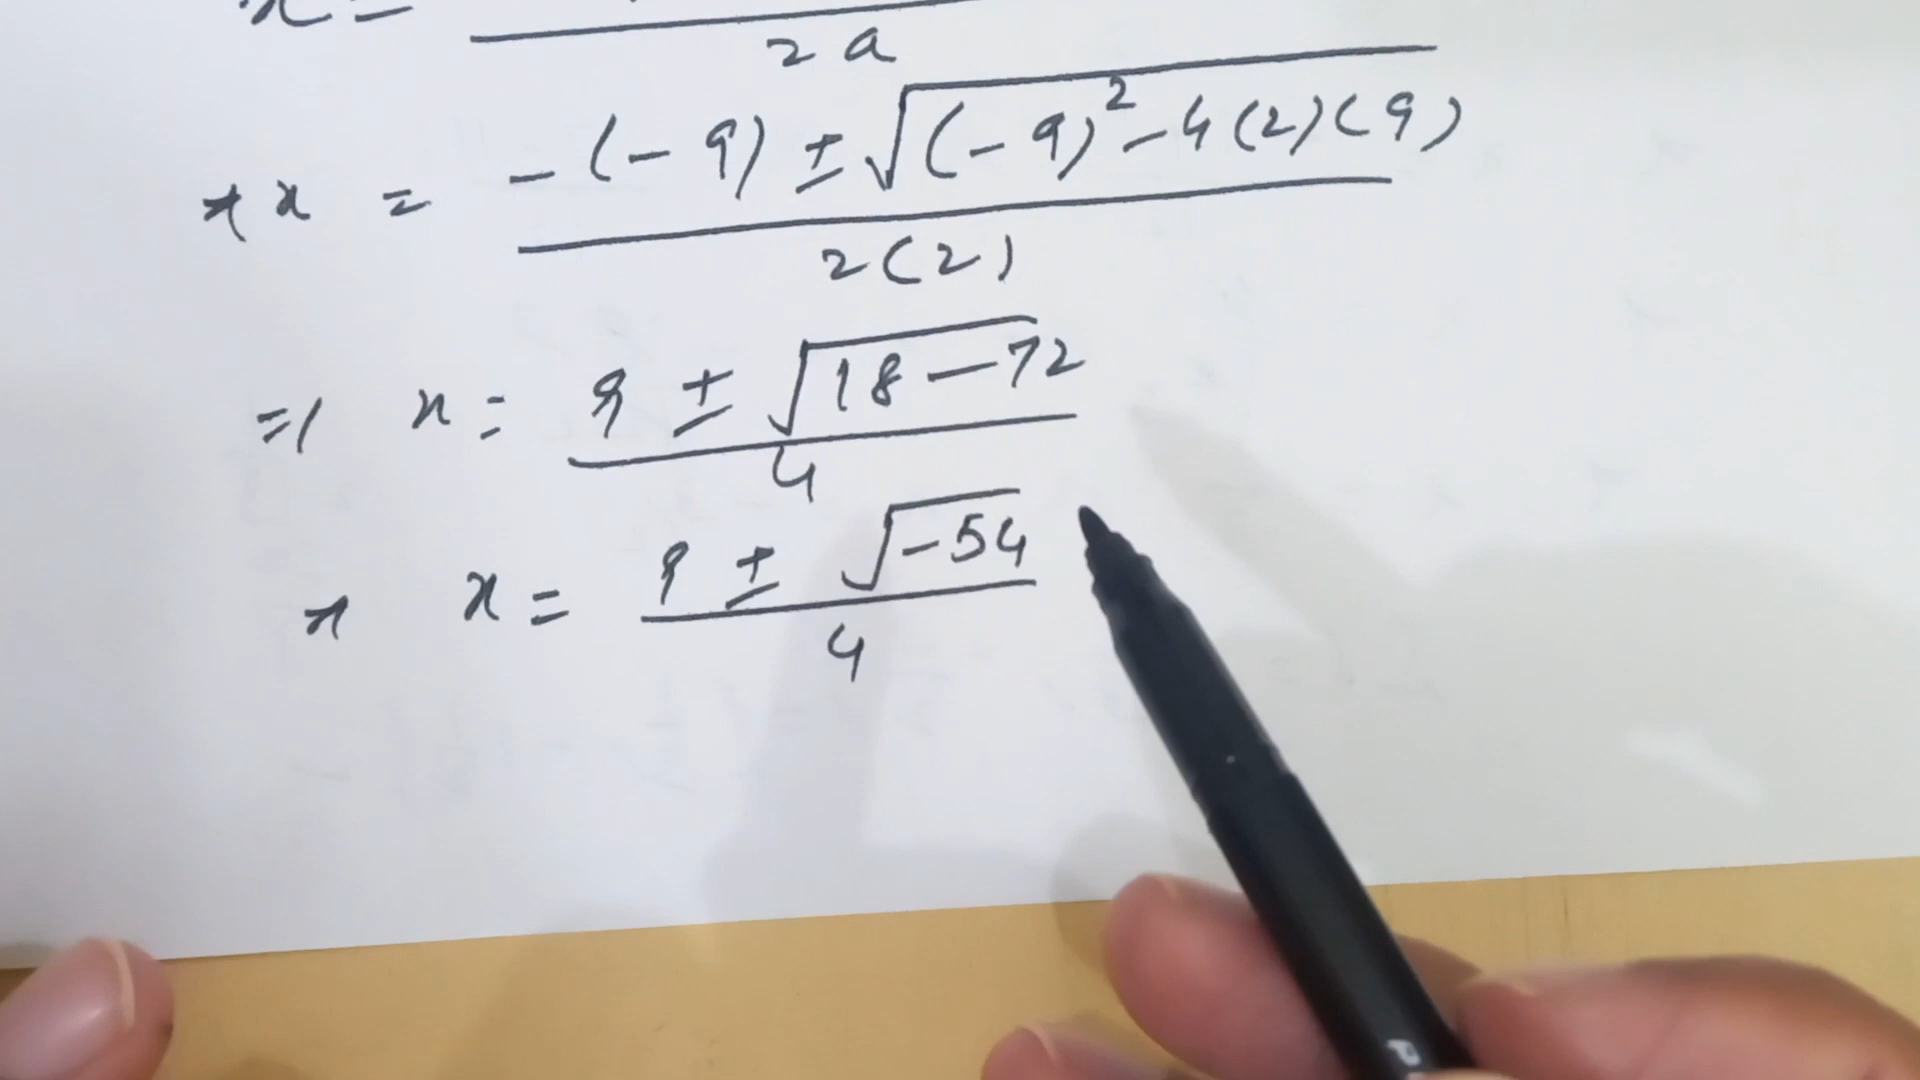 x = 
2a
x = -(-9) ± √(-9)² - 4(2)(9)
2(2)
=) x = 9 ± √18 - 72
4
x = 9 ± √-54
4
P